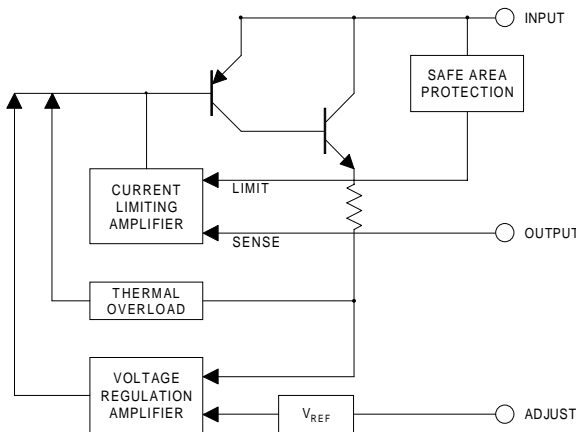 INPUT
SAFE AREA
PROTECTION
CURRENT
LIMITING
AMPLIFIER
LIMIT
SENSE
OUTPUT
THERMAL
OVERLOAD
VOLTAGE
REGULATION
AMPLIFIER
VREF
ADJUST